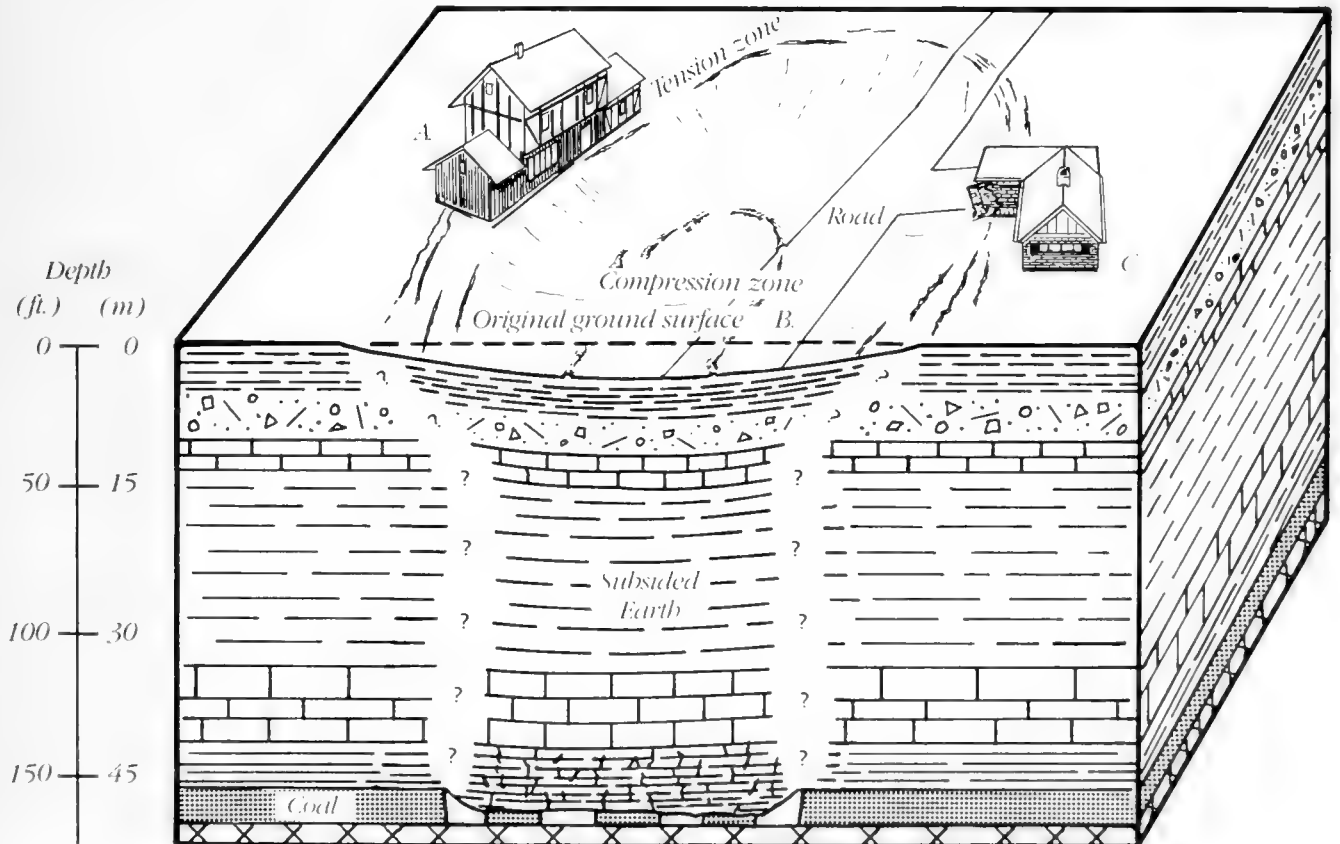 Tension zone
A
Road
Compression zone
C
Original ground surface B.
Depth
(ft.) (m)
0 0
?
?
?
?
50 15
? ?
? ?
Subsided
Earth
100 30
? ?
? ?
? ?
150 45
Coal